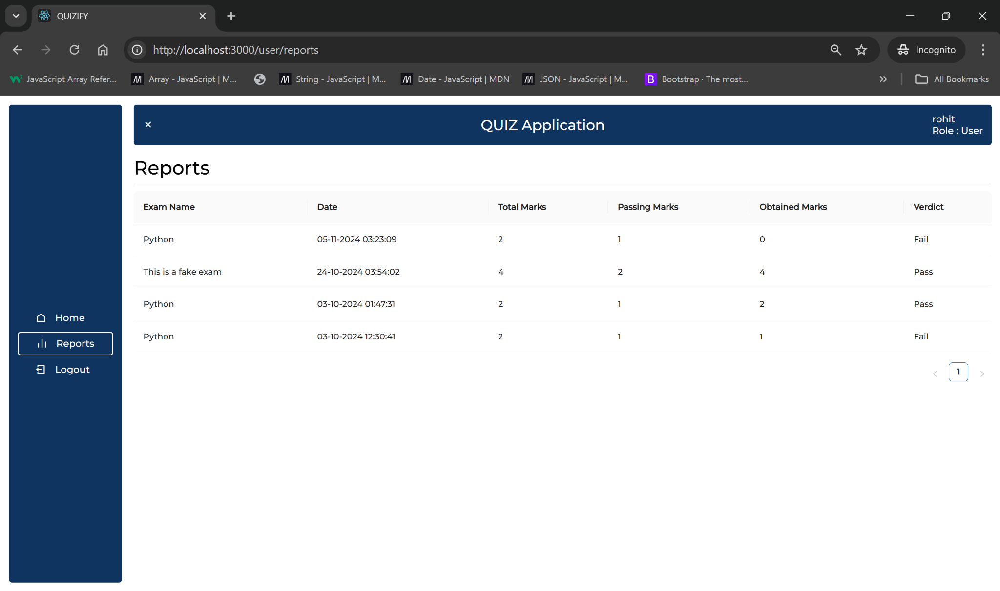 QUIZIFY
http://localhost:3000/user/reports
Incognito
JavaScript Array Refer...
Array - JavaScript | M...
String - JavaScript | M...
Date - JavaScript | MDN
JSON - JavaScript | M...
B
Bootstrap · The most...
All Bookmarks
QUIZ Application
rohit
Role : User
Home
Reports
Logout
Reports
Exam Name Date Total Marks Passing Marks Obtained Marks Verdict
Python 05-11-2024 03:23:09 2 1 0 Fail
This is a fake exam 24-10-2024 03:54:02 4 2 4 Pass
Python 03-10-2024 01:47:31 2 1 2 Pass
Python 03-10-2024 12:30:41 2 1 1 Fail
1